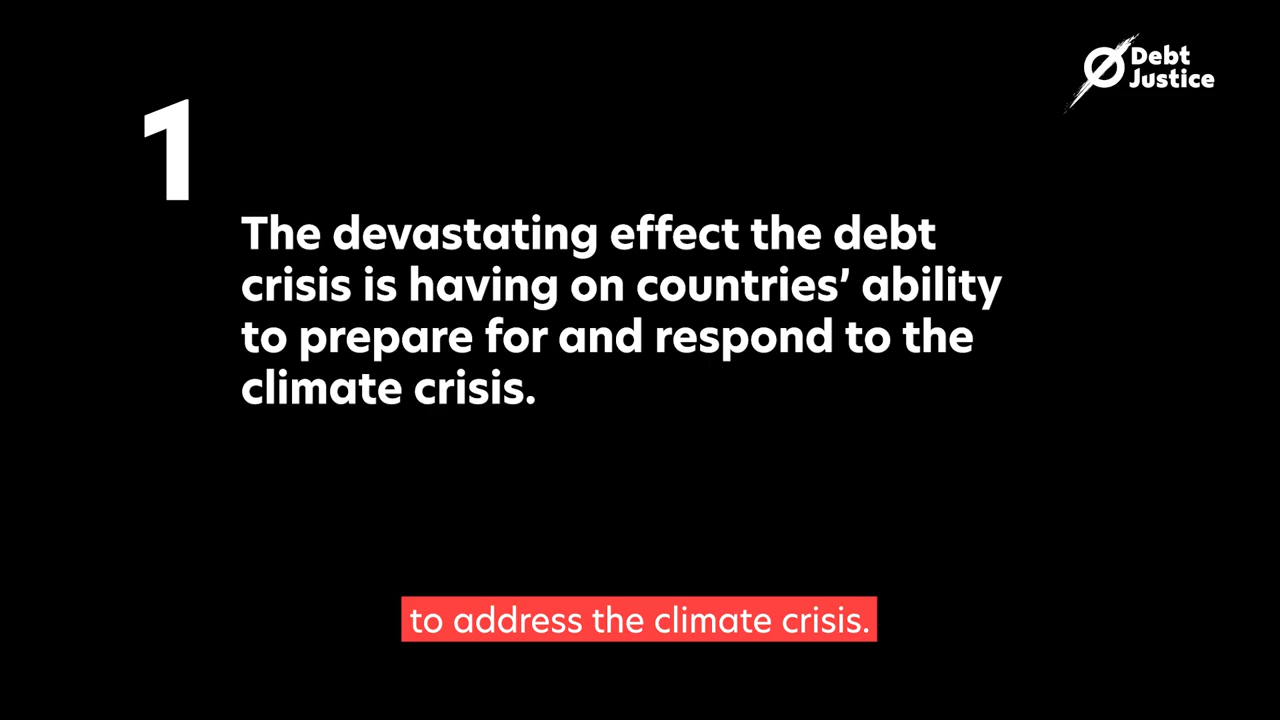 Debt
Justice
1
The devastating effect the debt
crisis is having on countries’ ability
to prepare for and respond to the
climate crisis.
to address the climate crisis.